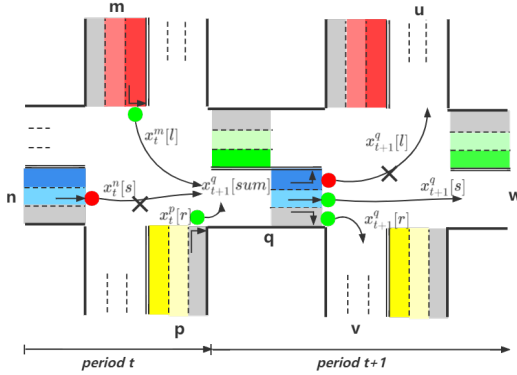 m
u
x_t^m[l]
x_{t+1}^q[l]
n
x_t^n[s]
x_{t+1}^q[sum]
x_{t+1}^q[s]
w
x_t^p[r]
x_{t+1}^q[r]
q
p
v
period t
period t+1